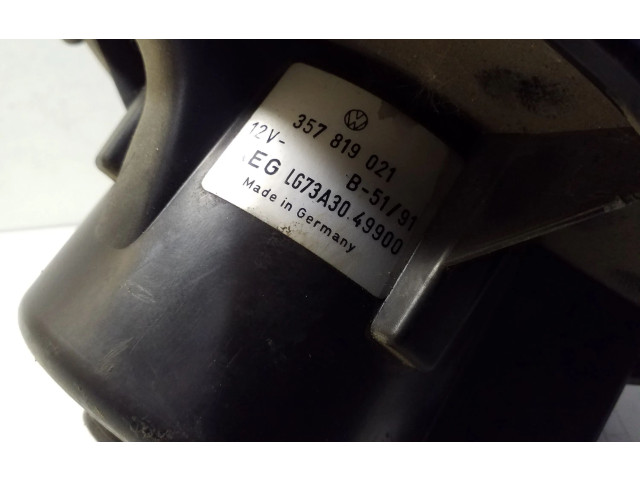 357 819 021
12V- B-51/91
EG LG73A30.49900
Made in Germany